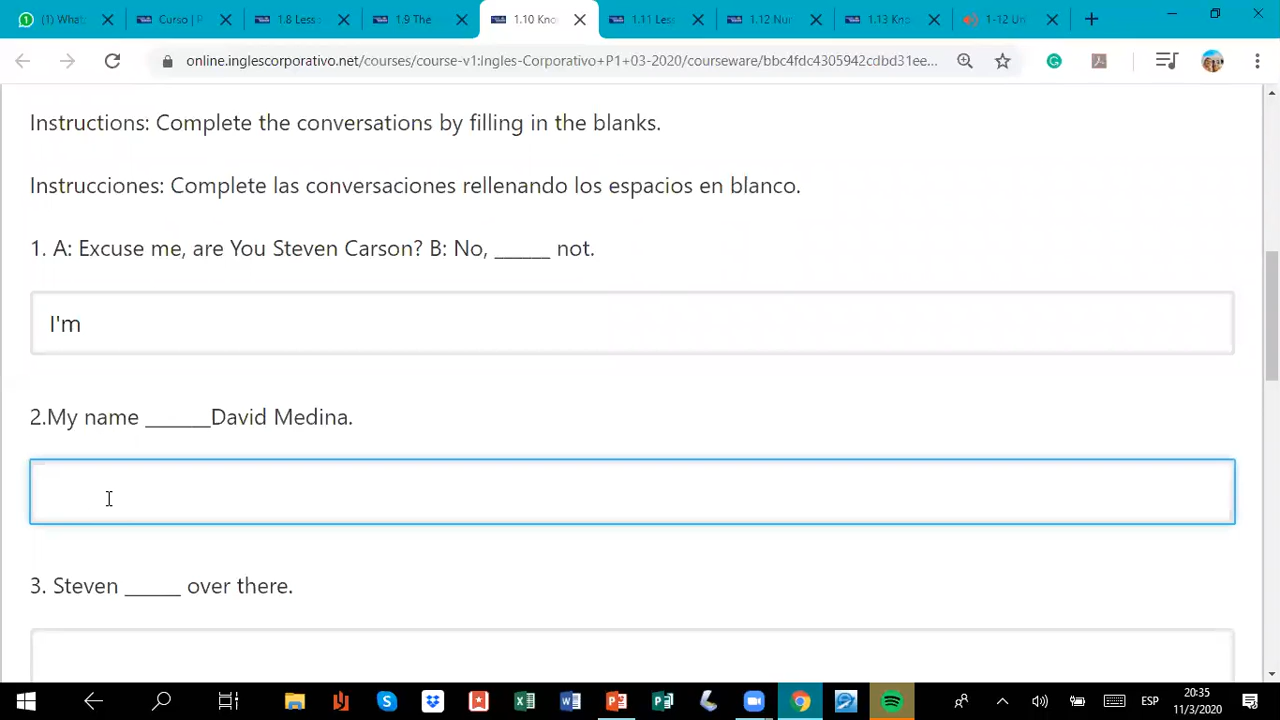 (1) What:
Curso | P
1.8 Less
1.9 The
1.10 Kno
1.11 Les
1.12 Nur
1.13 Kno
1-12 Un
online.inglescorporativo.net/courses/course-v1:Ingles-Corporativo+P1+03-2020/courseware/bbc4fdc4305942cdbd31ee...
Instructions: Complete the conversations by filling in the blanks.
Instrucciones: Complete las conversaciones rellenando los espacios en blanco.
1. A: Excuse me, are You Steven Carson? B: No, _____ not.
I'm
2.My name ______David Medina.
3. Steven _____ over there.
ESP
20:35
11/3/2020